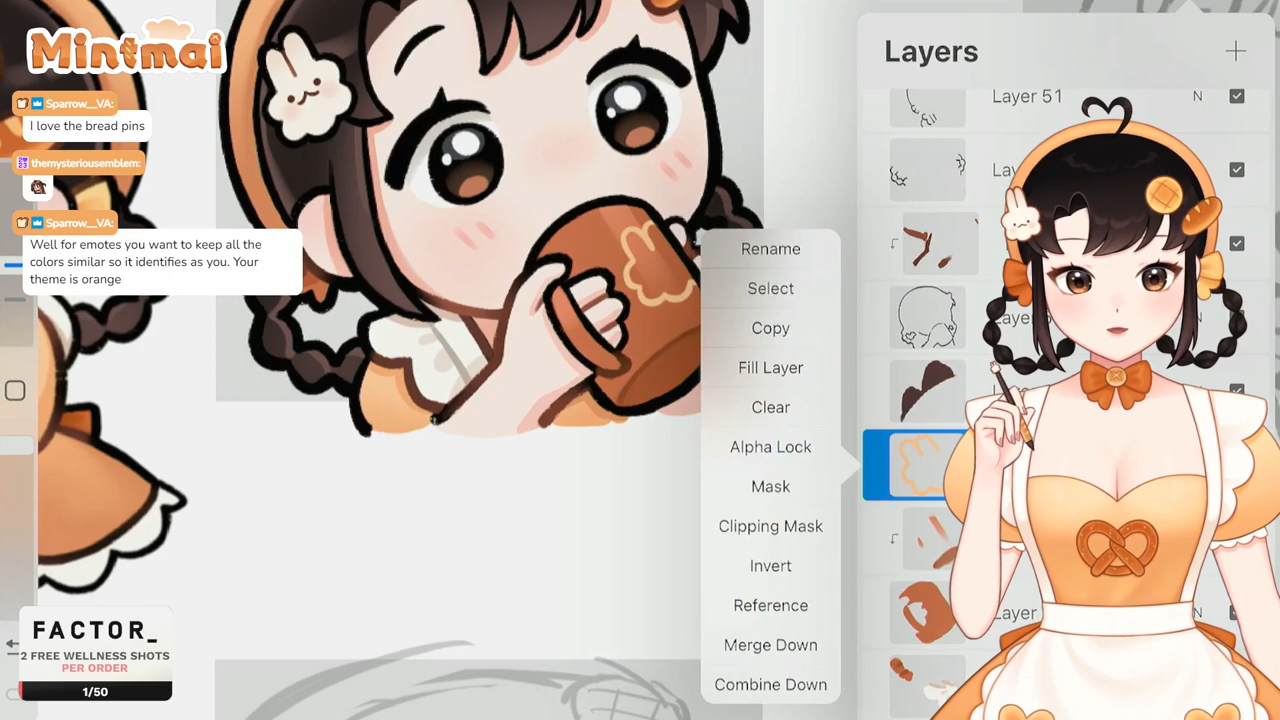 Mintmai
Sparrow__VA:
I love the bread pins
themysteriousemblem:
Sparrow__VA:
Well for emotes you want to keep all the
colors similar so it identifies as you. Your
theme is orange
FACTOR_
2 FREE WELLNESS SHOTS
PER ORDER
1/50
Rename
Select
Copy
Fill Layer
Clear
Alpha Lock
Mask
Clipping Mask
Invert
Reference
Merge Down
Combine Down
Layers
Layer 51 N
Layer N